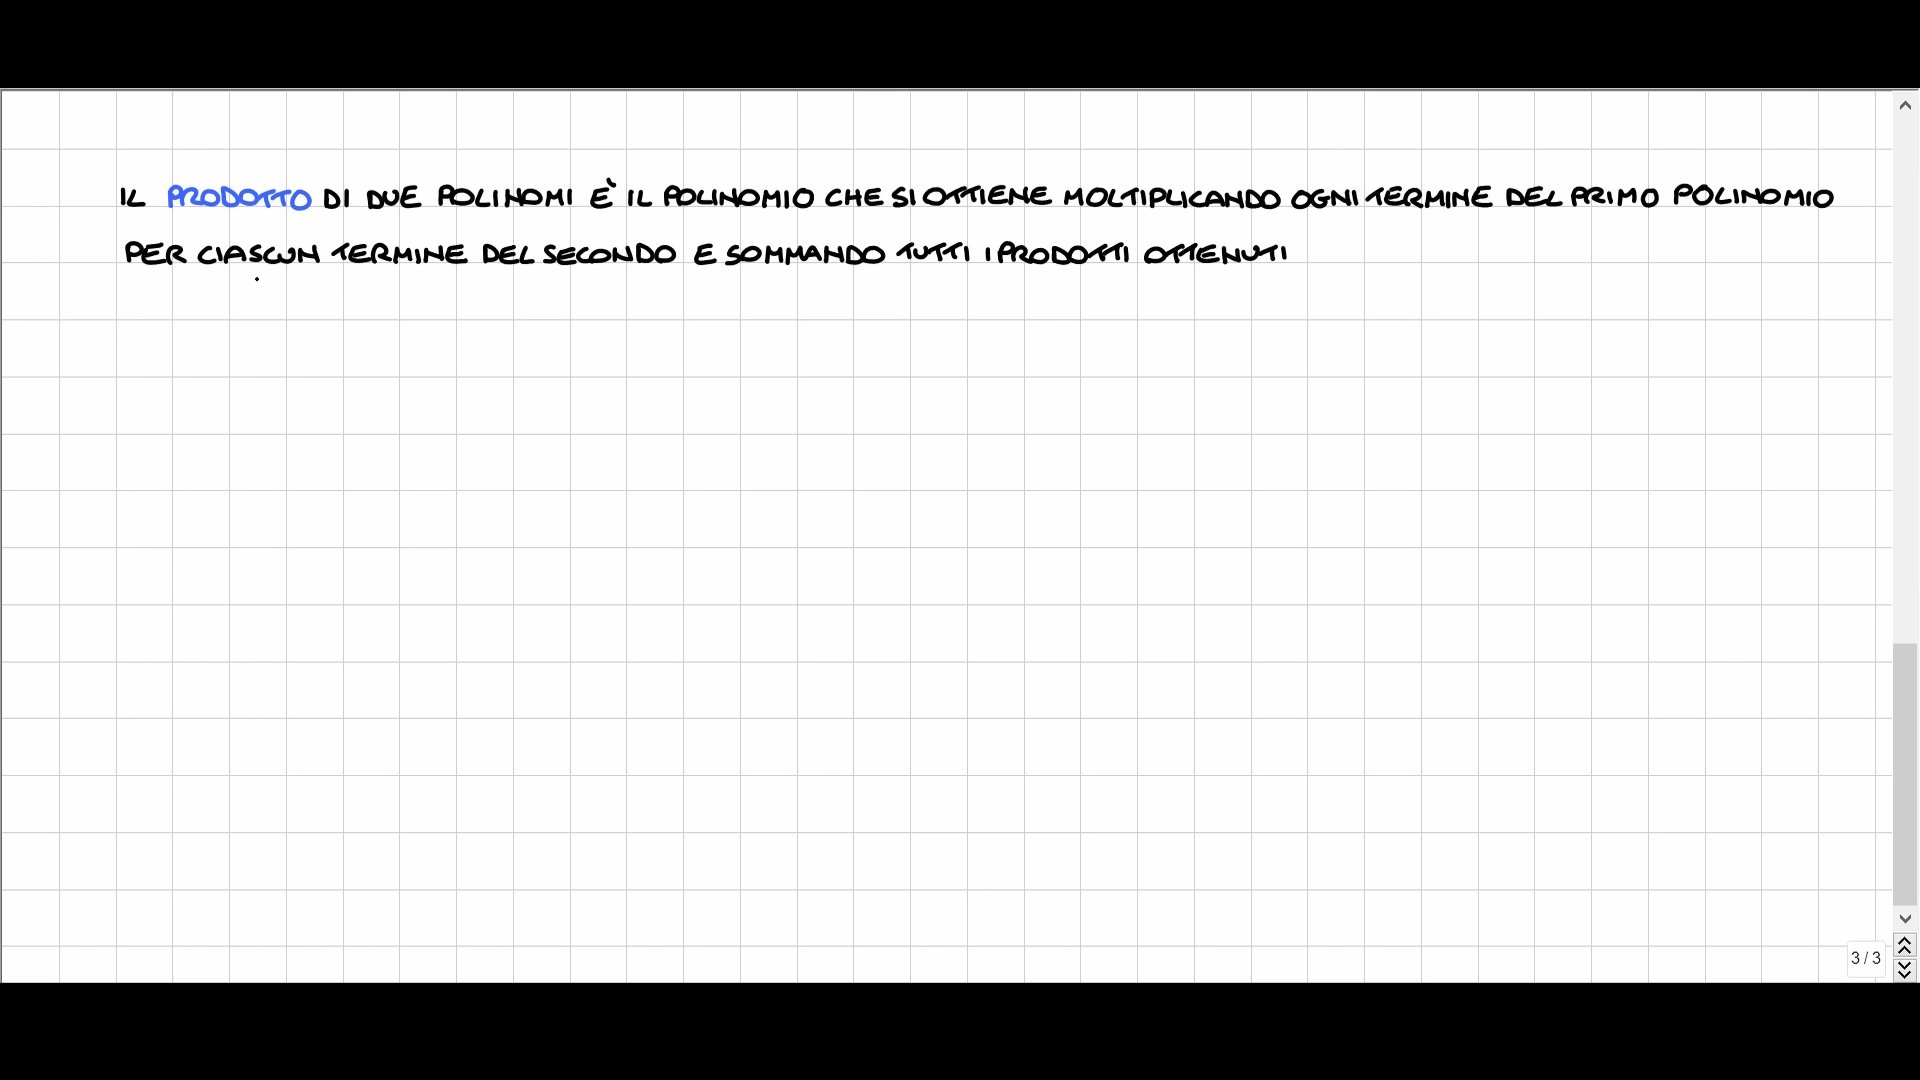 IL PRODOTTO DI DUE POLINOMI È IL POLINOMIO CHE SI OTTIENE MOLTIPLICANDO OGNI TERMINE DEL PRIMO POLINOMIO
PER CIASCUN TERMINE DEL SECONDO E SOMMANDO TUTTI I PRODOTTI OTTENUTI
3 / 3